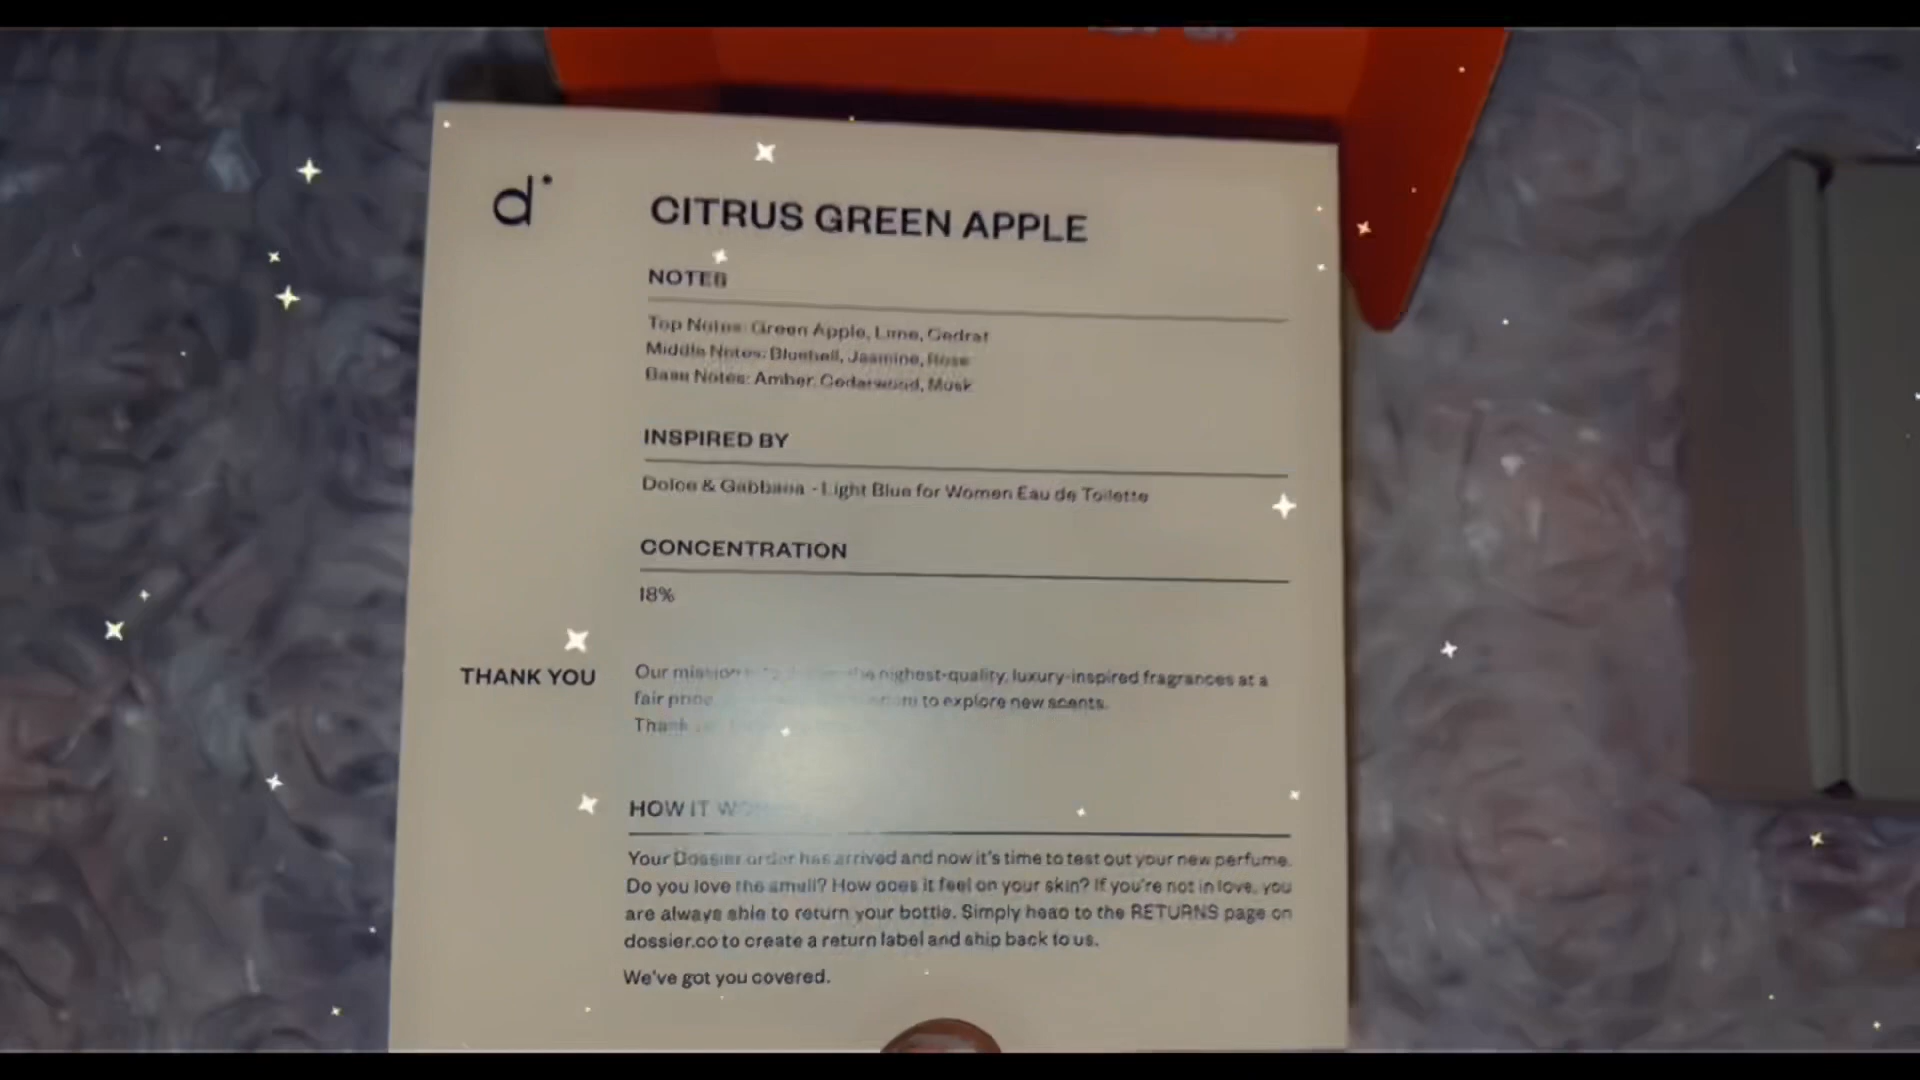 d
CITRUS GREEN APPLE
NOTES
Top Notes: Green Apple, Lime, Cedrat
Middle Notes: Bluebell, Jasmine, Rose
Base Notes: Amber, Cedarwood, Musk
INSPIRED BY
Dolce & Gabbana - Light Blue for Women Eau de Toilette
CONCENTRATION
18%
THANK YOU
Our mission highest-quality, luxury-inspired fragrances at a
fair price to explore new scents.
Thank
HOW IT
Your Dossier order has arrived and now it's time to test out your new perfume.
Do you love the smell? How does it feel on your skin? If you're not in love, you
are always able to return your bottle. Simply head to the RETURNS page on
dossier.co to create a return label and ship back to us.
We've got you covered.